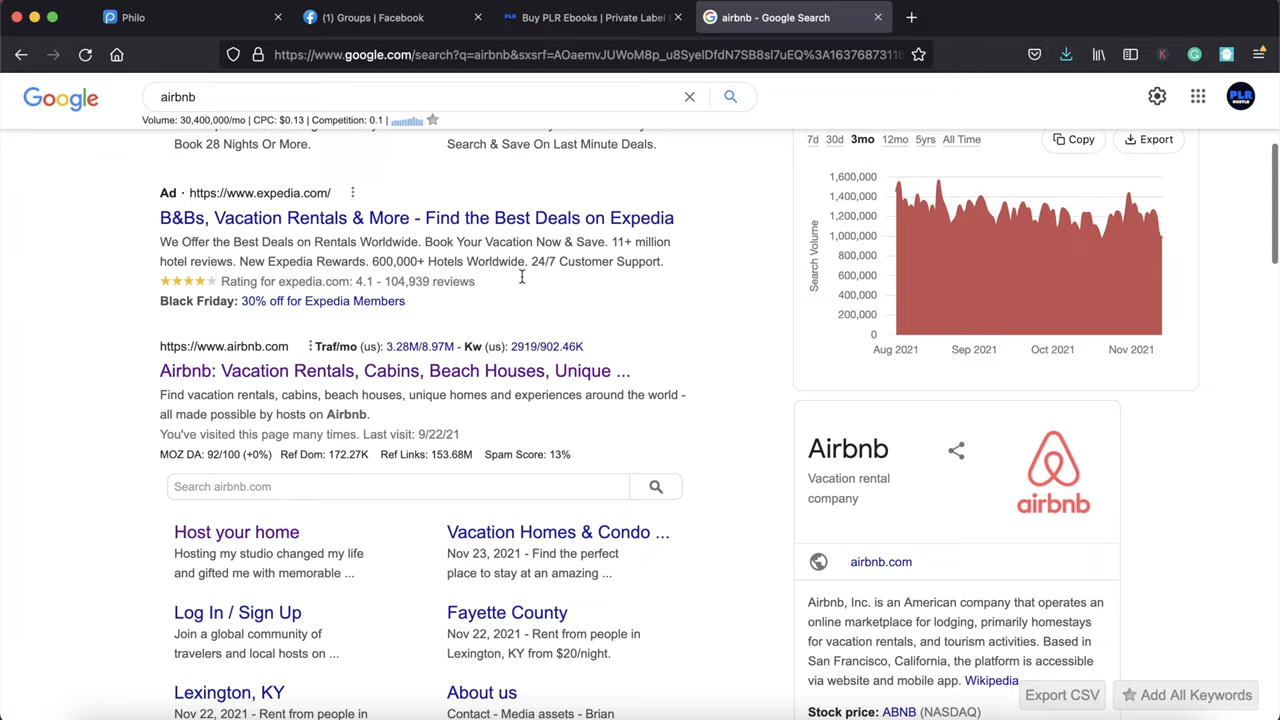 Philo
(1) Groups | Facebook
PLR
Buy PLR Ebooks | Private Label
airbnb - Google Search
https://www.google.com/search?q=airbnb&sxsrf=AOaemvJUWoM8p_u8SyeIDfdN7SB8sl7uEQ%3A1637687311
Google
airbnb
PLR
HUSTLE
Volume: 30,400,000/mo | CPC: $0.13 | Competition: 0.1 |
Book 28 Nights Or More.
Search & Save On Last Minute Deals.
Ad · https://www.expedia.com/
B&Bs, Vacation Rentals & More - Find the Best Deals on Expedia
We Offer the Best Deals on Rentals Worldwide. Book Your Vacation Now & Save. 11+ million
hotel reviews. New Expedia Rewards. 600,000+ Hotels Worldwide. 24/7 Customer Support.
Rating for expedia.com: 4.1 - 104,939 reviews
Black Friday: 30% off for Expedia Members
https://www.airbnb.com
Traf/mo (us): 3.28M/8.97M - Kw (us): 2919/902.46K
Airbnb: Vacation Rentals, Cabins, Beach Houses, Unique ...
Find vacation rentals, cabins, beach houses, unique homes and experiences around the world -
all made possible by hosts on Airbnb.
You've visited this page many times. Last visit: 9/22/21
MOZ DA: 92/100 (+0%) Ref Dom: 172.27K Ref Links: 153.68M Spam Score: 13%
Search airbnb.com
Host your home
Hosting my studio changed my life
and gifted me with memorable ...
Vacation Homes & Condo ...
Nov 23, 2021 - Find the perfect
place to stay at an amazing ...
Log In / Sign Up
Join a global community of
travelers and local hosts on ...
Fayette County
Nov 22, 2021 - Rent from people in
Lexington, KY from $20/night.
Lexington, KY
Nov 22, 2021 - Rent from people in
About us
Contact - Media assets - Brian
7d 30d 3mo 12mo 5yrs All Time
Copy
Export
Search Volume
1,600,000
1,400,000
1,200,000
1,000,000
800,000
600,000
400,000
200,000
0
Aug 2021 Sep 2021 Oct 2021 Nov 2021
Airbnb
Vacation rental
company
airbnb
airbnb.com
Airbnb, Inc. is an American company that operates an
online marketplace for lodging, primarily homestays
for vacation rentals, and tourism activities. Based in
San Francisco, California, the platform is accessible
via website and mobile app. Wikipedia
Export CSV
Add All Keywords
Stock price: ABNB (NASDAQ)